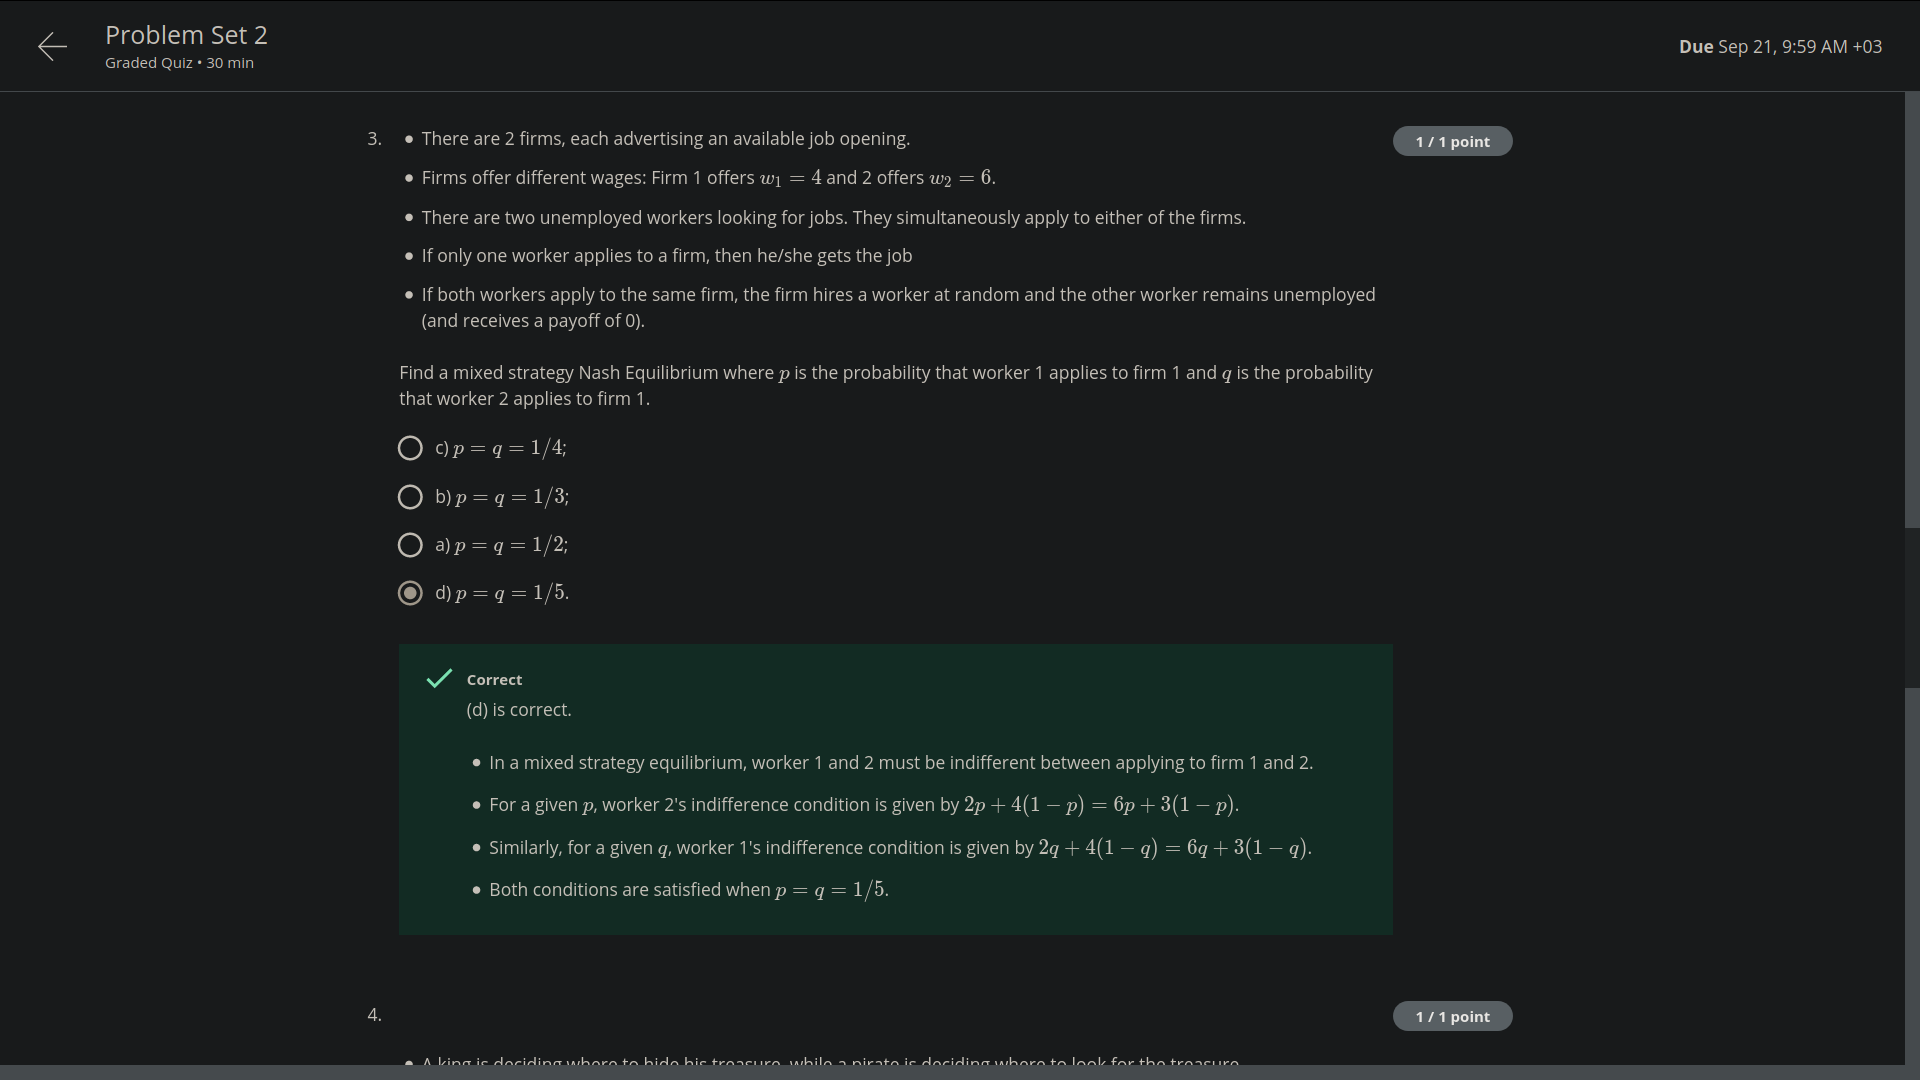 Problem Set 2
Graded Quiz • 30 min
Due Sep 21, 9:59 AM +03
3.
• There are 2 firms, each advertising an available job opening.
1 / 1 point
• Firms offer different wages: Firm 1 offers w₁ = 4 and 2 offers w₂ = 6.
• There are two unemployed workers looking for jobs. They simultaneously apply to either of the firms.
• If only one worker applies to a firm, then he/she gets the job
• If both workers apply to the same firm, the firm hires a worker at random and the other worker remains unemployed
(and receives a payoff of 0).
Find a mixed strategy Nash Equilibrium where p is the probability that worker 1 applies to firm 1 and q is the probability
that worker 2 applies to firm 1.
c) p = q = 1/4;
b) p = q = 1/3;
a) p = q = 1/2;
d) p = q = 1/5.
Correct
(d) is correct.
• In a mixed strategy equilibrium, worker 1 and 2 must be indifferent between applying to firm 1 and 2.
• For a given p, worker 2's indifference condition is given by 2p + 4(1 − p) = 6p + 3(1 − p).
• Similarly, for a given q, worker 1's indifference condition is given by 2q + 4(1 − q) = 6q + 3(1 − q).
• Both conditions are satisfied when p = q = 1/5.
4.
1 / 1 point
• A king is deciding where to hide his treasure, while a pirate is deciding where to look for the treasure.